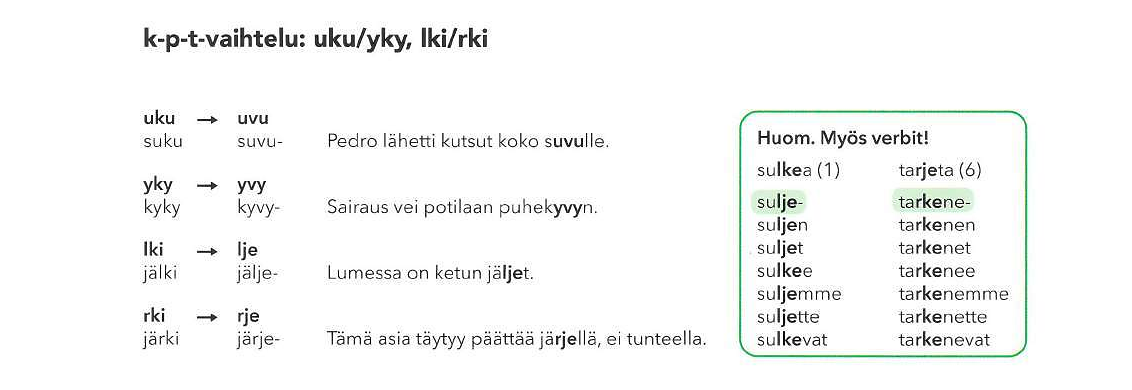 k-p-t-vaihtelu: uku/yky, lki/rki
uku → uvu
suku suvu- Pedro lähetti kutsut koko suvulle.
yky → yvy
kyky kyvy- Sairaus vei potilaan puhekyvyn.
lki → lje
jälki jälje- Lumessa on ketun jäljet.
rki → rje
järki järje- Tämä asia täytyy päättää järjellä, ei tunteella.
Huom. Myös verbit!
sulkea (1) tarjeta (6)
sulje- tarkene-
suljen tarkenen
suljet tarkenet
sulkee tarkenee
suljemme tarkenemme
suljette tarkenette
sulkevat tarkenevat